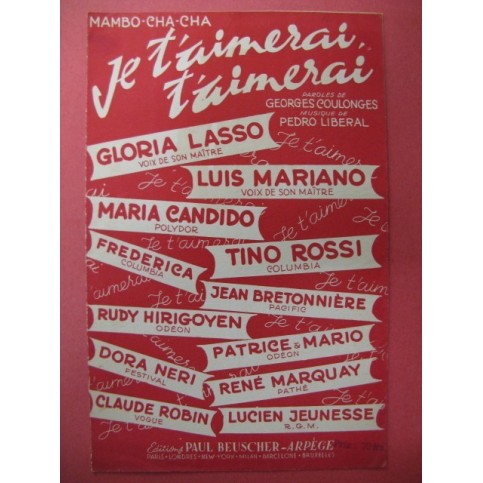 MAMBO-CHA-CHA
Je t'aimerai,
t'aimerai
PAROLES DE
GEORGES COULONGES
MUSIQUE DE
PEDRO LIBERAL
GLORIA LASSO
VOIX DE SON MAÎTRE
LUIS MARIANO
VOIX DE SON MAÎTRE
MARIA CANDIDO
POLYDOR
FREDERICA
COLUMBIA
TINO ROSSI
COLUMBIA
JEAN BRETONNIÈRE
PACIFIC
RUDY HIRIGOYEN
ODÉON
PATRICE & MARIO
ODÉON
DORA NERI
FESTIVAL
RENÉ MARQUAY
PATHÉ
CLAUDE ROBIN
VOGUE
LUCIEN JEUNESSE
R.G.M.
Editions PAUL BEUSCHER-ARPÈGE
PARIS-LONDRES-NEW-YORK-MILAN-BARCELONE-BRUXELLES